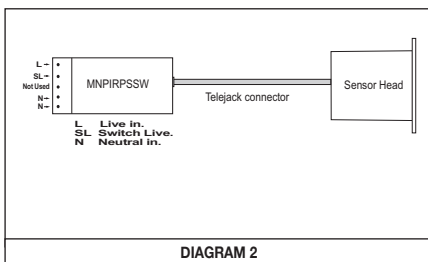 L
SL
Not Used
N
N
MNPIRPSSW
Telejack connector
Sensor Head
L Live in.
SL Switch Live.
N Neutral in.
DIAGRAM 2